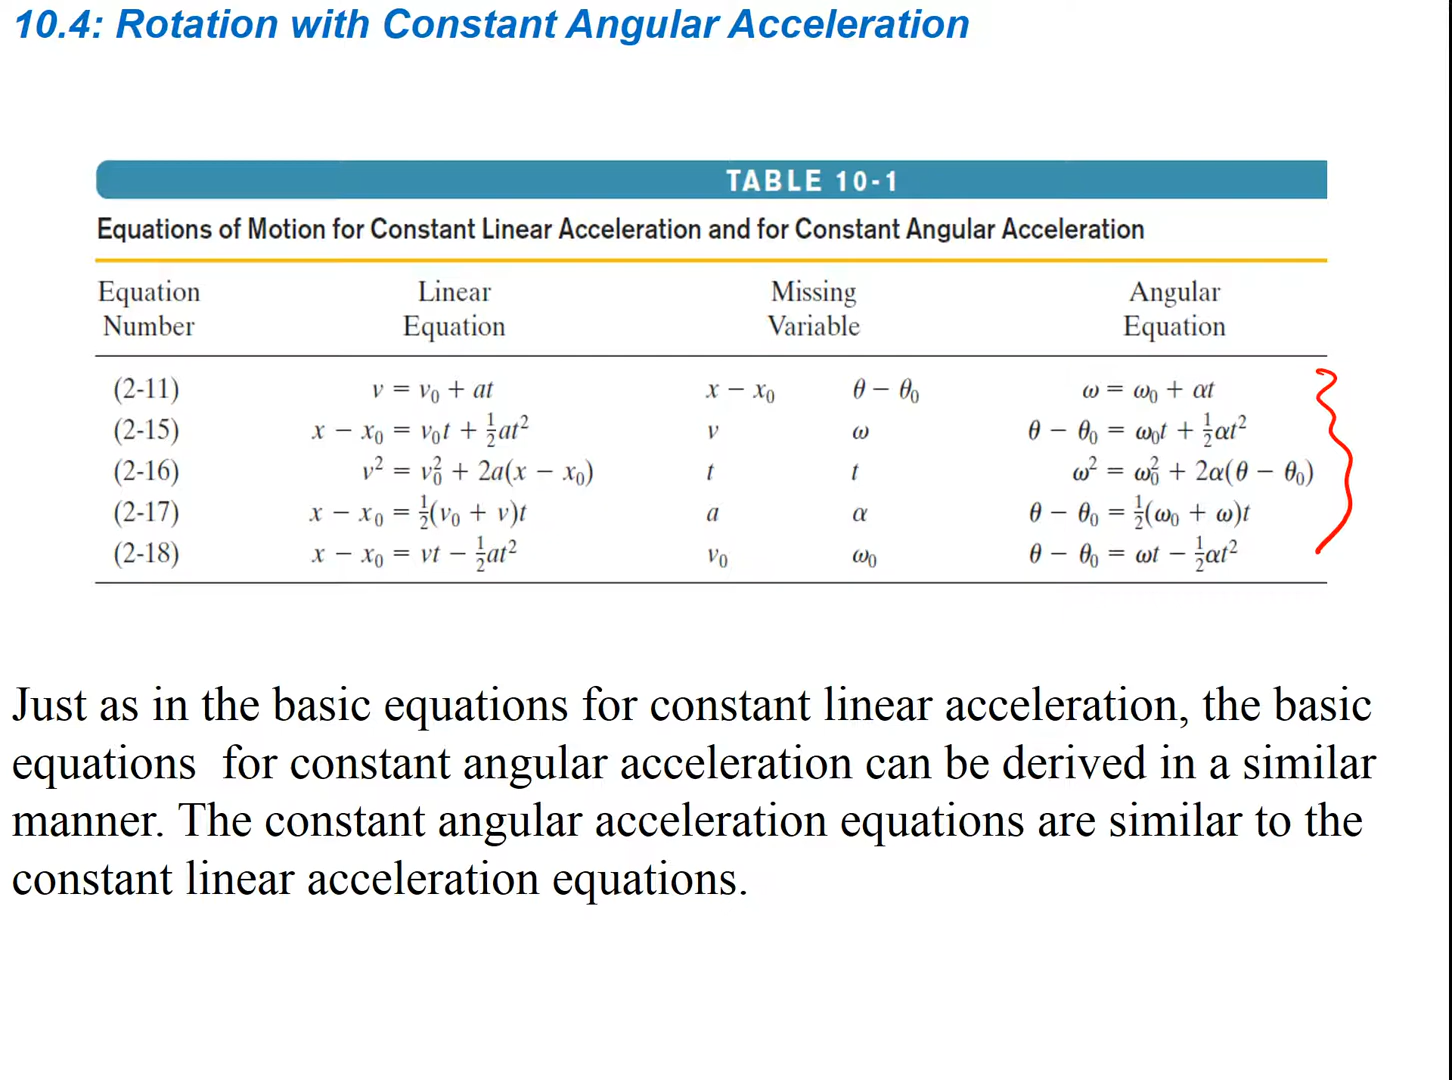 10.4: Rotation with Constant Angular Acceleration
TABLE 10-1
Equations of Motion for Constant Linear Acceleration and for Constant Angular Acceleration
Equation Number | Linear Equation | Missing Variable | Angular Equation
(2-11) v = v₀ + at x − x₀ θ − θ₀ ω = ω₀ + αt
(2-15) x − x₀ = v₀t + ½at² v ω θ − θ₀ = ω₀t + ½αt²
(2-16) v² = v₀² + 2a(x − x₀) t t ω² = ω₀² + 2α(θ − θ₀)
(2-17) x − x₀ = ½(v₀ + v)t a α θ − θ₀ = ½(ω₀ + ω)t
(2-18) x − x₀ = vt − ½at² v₀ ω₀ θ − θ₀ = ωt − ½αt²
Just as in the basic equations for constant linear acceleration, the basic
equations for constant angular acceleration can be derived in a similar
manner. The constant angular acceleration equations are similar to the
constant linear acceleration equations.